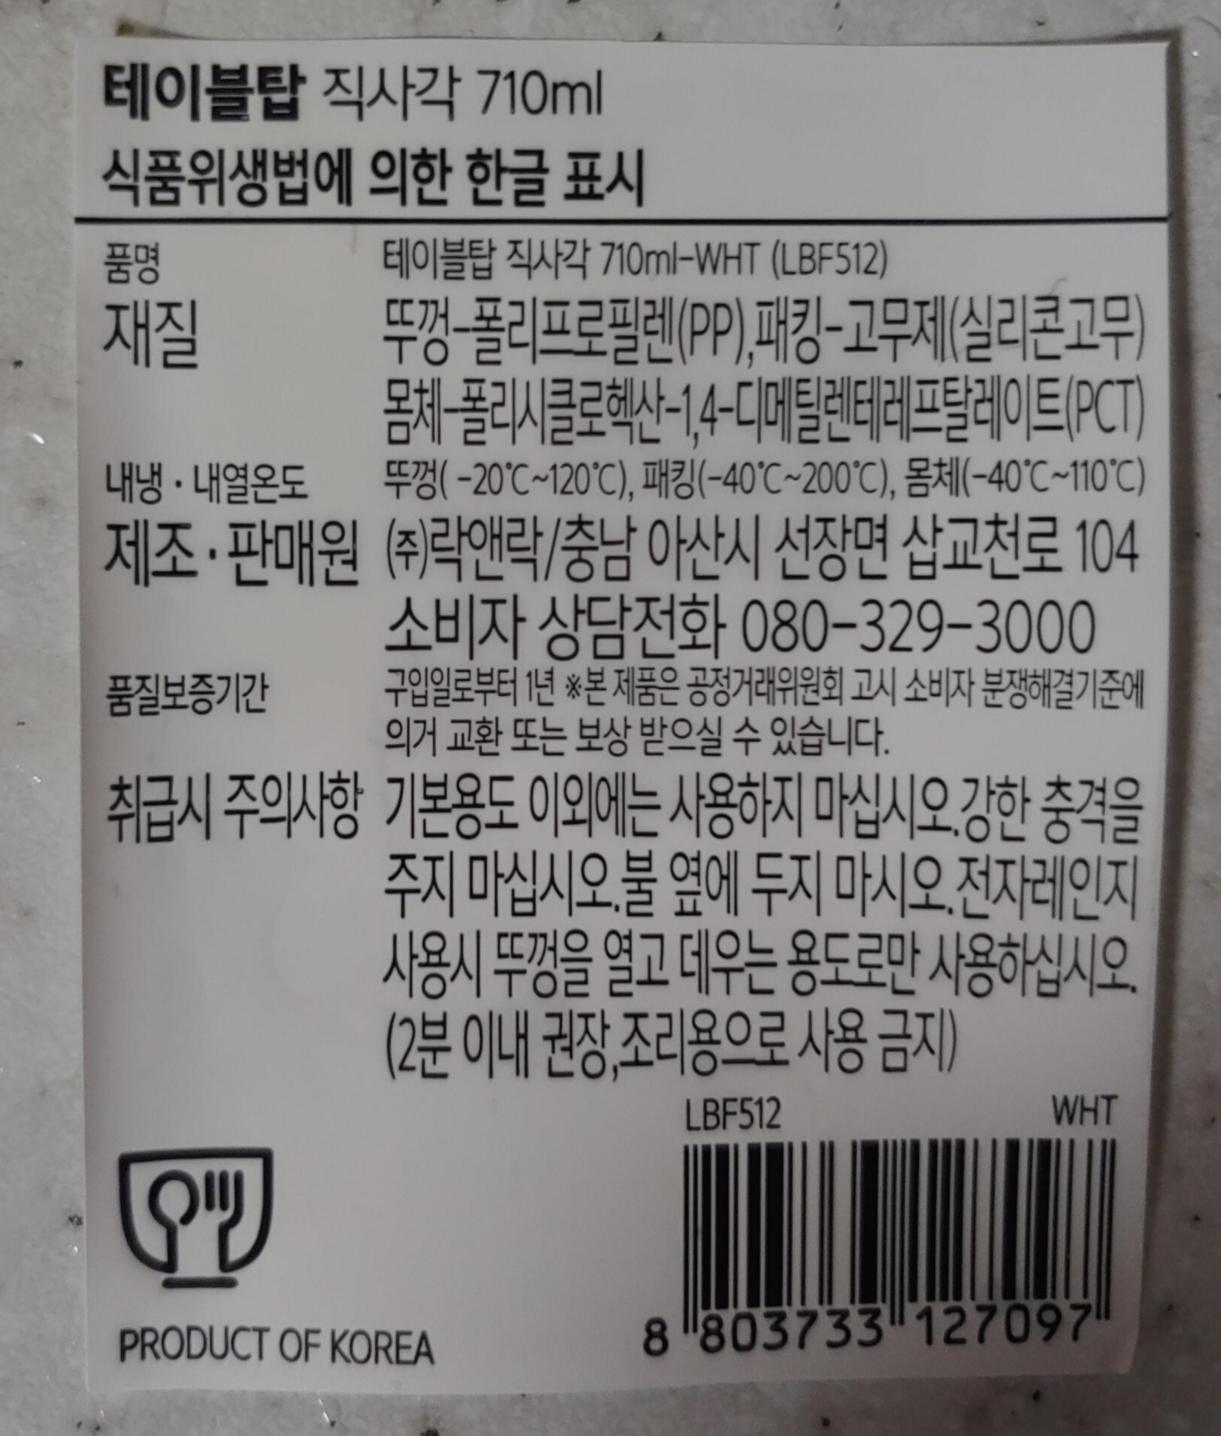 테이블탑 직사각 710ml
식품위생법에 의한 한글 표시
품명 테이블탑 직사각 710ml-WHT (LBF512)
재질 뚜껑-폴리프로필렌(PP),패킹-고무제(실리콘고무)
몸체-폴리시클로헥산-1,4-디메틸렌테레프탈레이트(PCT)
내냉·내열온도 뚜껑( -20℃~120℃), 패킹(-40℃~200℃), 몸체(-40℃~110℃)
제조·판매원 (주)락앤락/충남 아산시 선장면 삽교천로 104
소비자 상담전화 080-329-3000
품질보증기간 구입일로부터 1년 ※본 제품은 공정거래위원회 고시 소비자 분쟁해결기준에
의거 교환 또는 보상 받으실 수 있습니다.
취급시 주의사항 기본용도 이외에는 사용하지 마십시오.강한 충격을
주지 마십시오.불 옆에 두지 마시오.전자레인지
사용시 뚜껑을 열고 데우는 용도로만 사용하십시오.
(2분 이내 권장,조리용으로 사용 금지)
LBF512 WHT
8 803733 127097
PRODUCT OF KOREA